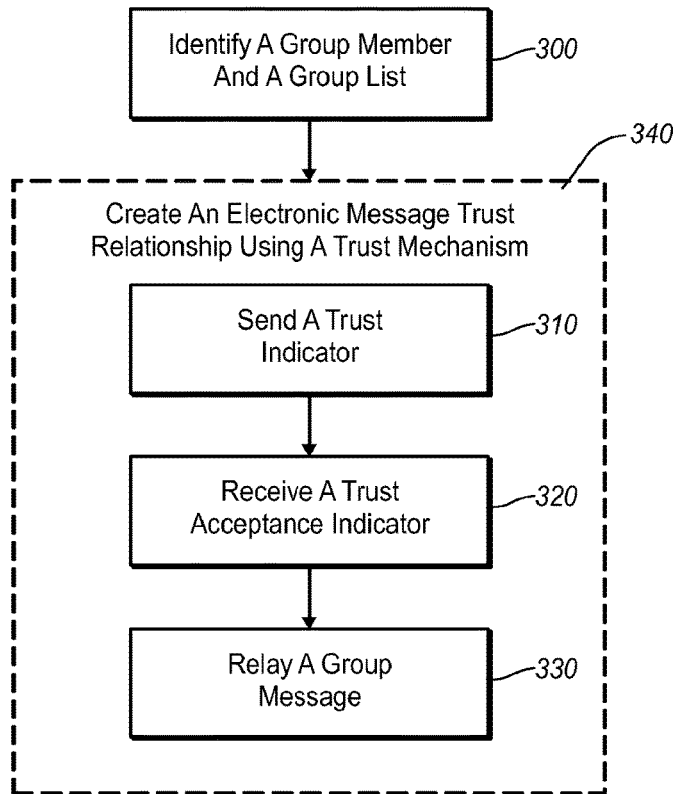 Identify A Group Member
And A Group List
300
340
Create An Electronic Message Trust
Relationship Using A Trust Mechanism
Send A Trust
Indicator
310
Receive A Trust
Acceptance Indicator
320
Relay A Group
Message
330